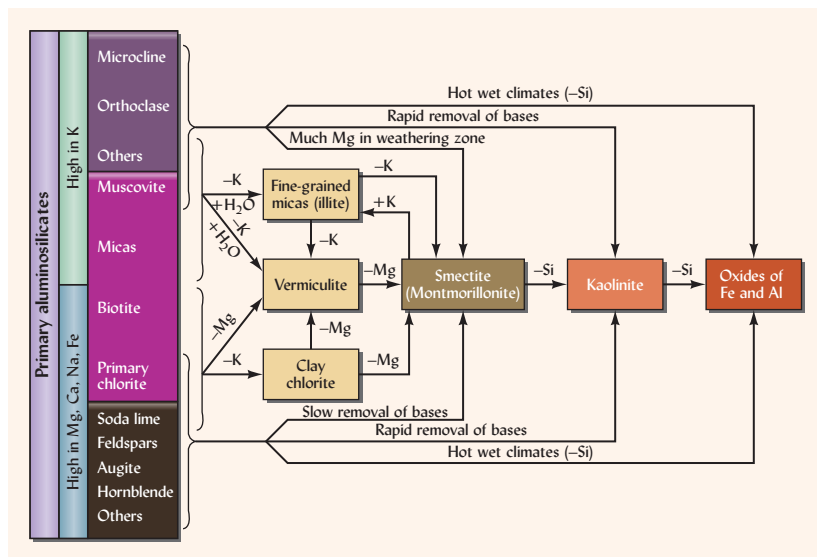 Primary aluminosilicates
High in K
High in Mg, Ca, Na, Fe
Microcline
Orthoclase
Others
Muscovite
Micas
Biotite
Primary
chlorite
Soda lime
Feldspars
Augite
Hornblende
Others
Hot wet climates (–Si)
Rapid removal of bases
Much Mg in weathering zone
–K
+H₂O
–K
+H₂O
Fine-grained
micas (illite)
–K
+K
–K
Vermiculite
–Mg
Smectite
(Montmorillonite)
–Si
Kaolinite
–Si
Oxides of
Fe and Al
–Mg
–Mg
–K
Clay
chlorite
–Mg
Slow removal of bases
Rapid removal of bases
Hot wet climates (–Si)